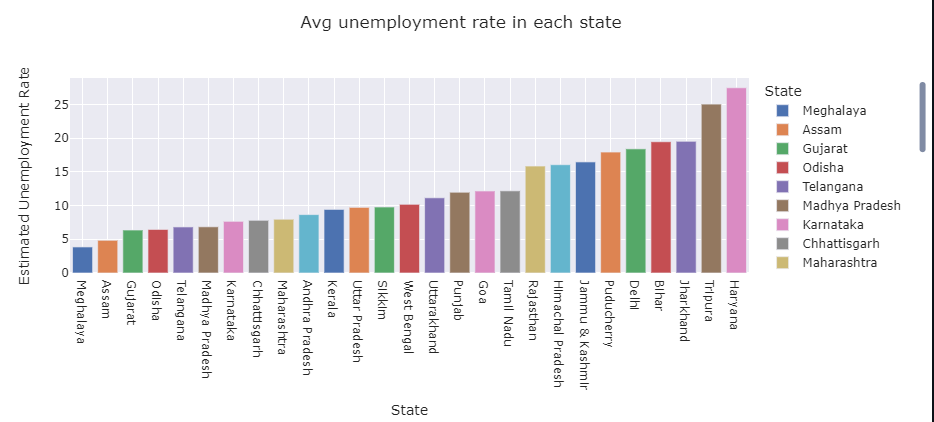 Avg unemployment rate in each state
Estimated Unemployment Rate
25
20
15
10
5
0
Meghalaya
Assam
Gujarat
Odisha
Telangana
Madhya Pradesh
Karnataka
Chhattisgarh
Maharashtra
Andhra Pradesh
Kerala
Uttar Pradesh
Sikkim
West Bengal
Uttarakhand
Punjab
Goa
Tamil Nadu
Rajasthan
Himachal Pradesh
Jammu & Kashmir
Puducherry
Delhi
Bihar
Jharkhand
Tripura
Haryana
State
State
Meghalaya
Assam
Gujarat
Odisha
Telangana
Madhya Pradesh
Karnataka
Chhattisgarh
Maharashtra